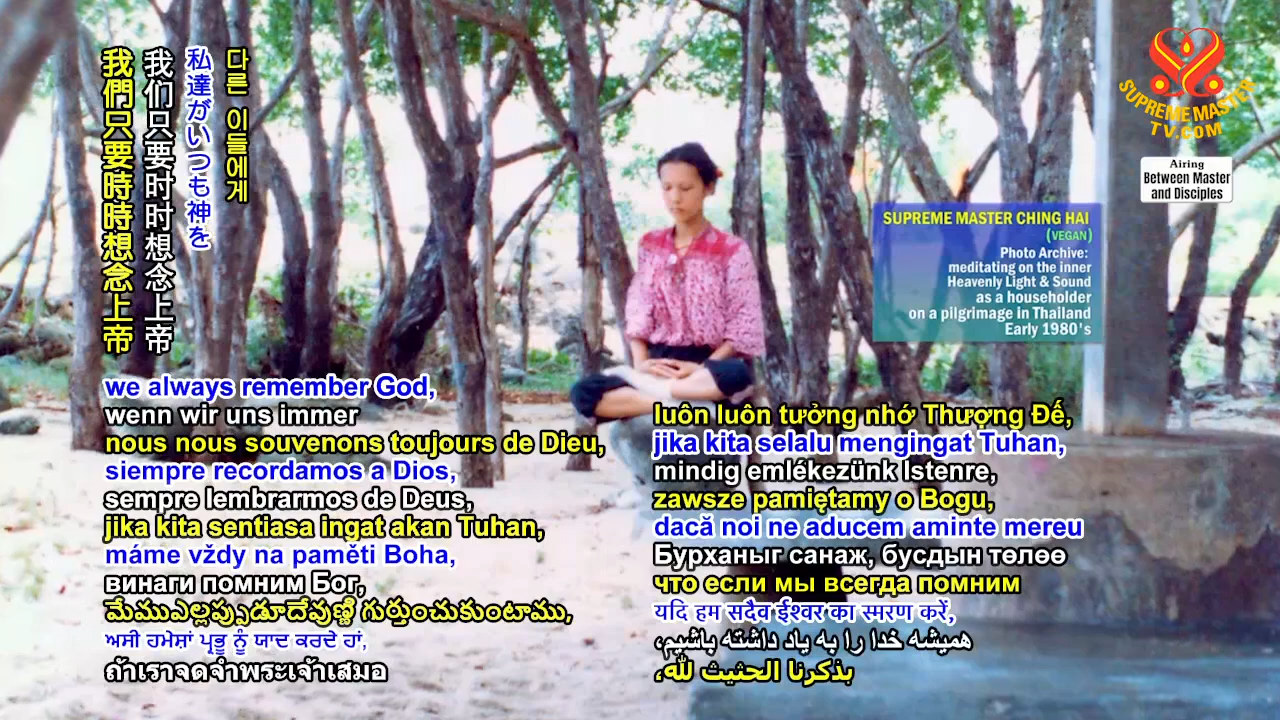 我們只要時時想念上帝
我们只要时时想念上帝
私達がいつも神を
다른 이들에게
we always remember God,
wenn wir uns immer
nous nous souvenons toujours de Dieu,
siempre recordamos a Dios,
sempre lembrarmos de Deus,
jika kita sentiasa ingat akan Tuhan,
máme vždy na paměti Boha,
винаги помним Бог,
మేముఎల్లప్పుడూదేవుణ్ణి గుర్తుంచుకుంటాము,
ਅਸੀ ਹਮੇਸ਼ਾਂ ਪ੍ਰਭੂ ਨੂੰ ਯਾਦ ਕਰਦੇ ਹਾਂ,
ถ้าเราจดจำพระเจ้าเสมอ
luôn luôn tưởng nhớ Thượng Đế,
jika kita selalu mengingat Tuhan,
mindig emlékezünk Istenre,
zawsze pamiętamy o Bogu,
dacă noi ne aducem aminte mereu
Бурханыг санаж, бусдын төлөө
что если мы всегда помним
यदि हम सदैव ईश्वर का स्मरण करें,
همیشه خدا را به یاد داشته باشیم،
بذكرنا الحثيث لله،
SUPREME MASTER
TV.COM
Airing
Between Master
and Disciples
SUPREME MASTER CHING HAI
(VEGAN)
Photo Archive:
meditating on the inner
Heavenly Light & Sound
as a householder
on a pilgrimage in Thailand
Early 1980's